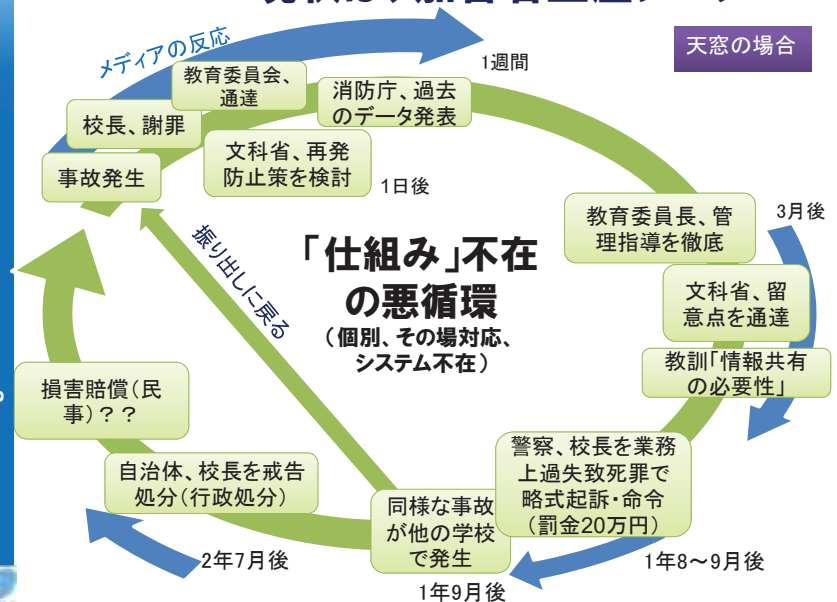 天窓の場合
メディアの反応
1週間
教育委員会、
通達
消防庁、過去
のデータ発表
校長、謝罪
文科省、再発
防止策を検討
事故発生
1日後
教育委員長、管
理指導を徹底
3月後
振り出しに戻る
「仕組み」不在
の悪循環
(個別、その場対応、
システム不在)
文科省、留
意点を通達
教訓「情報共有
の必要性」
損害賠償(民
事)??
警察、校長を業務
上過失致死罪で
略式起訴・命令
(罰金20万円)
自治体、校長を戒告
処分(行政処分)
同様な事故
が他の学校
で発生
2年7月後
1年8～9月後
1年9月後